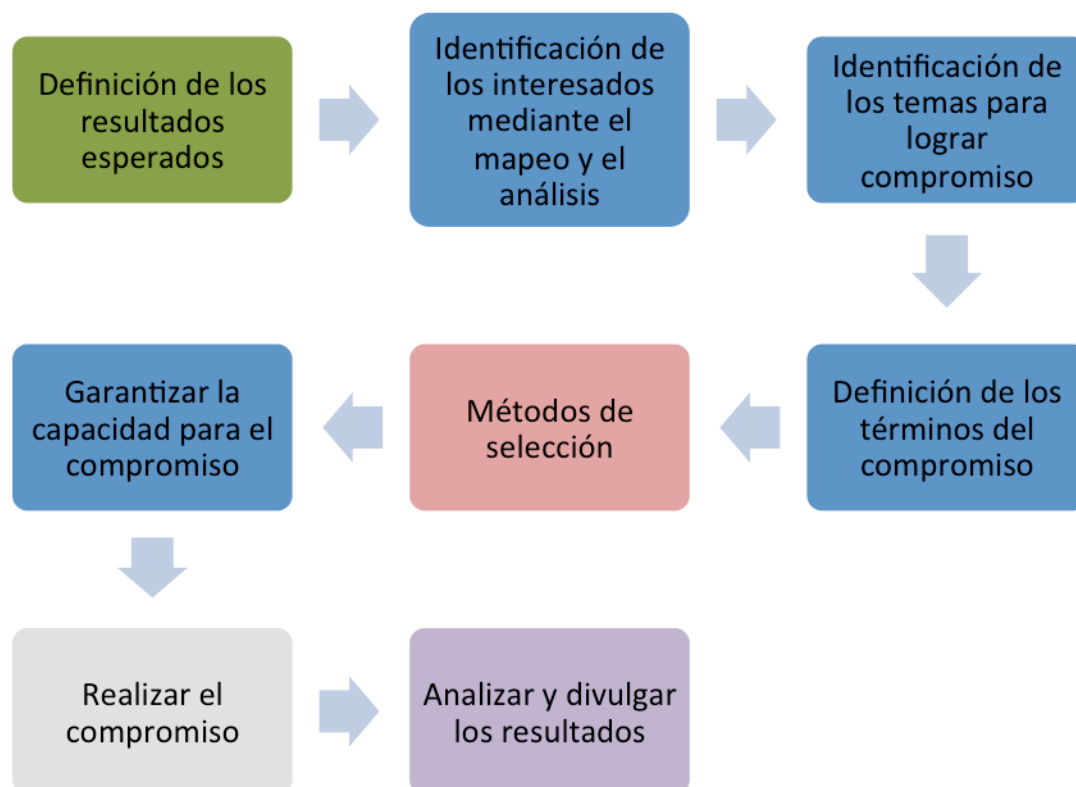 Definición de los
resultados
esperados
Identificación de
los interesados
mediante el
mapeo y el
análisis
Identificación de
los temas para
lograr
compromiso
Definición de los
términos del
compromiso
Métodos de
selección
Garantizar la
capacidad para el
compromiso
Realizar el
compromiso
Analizar y divulgar
los resultados